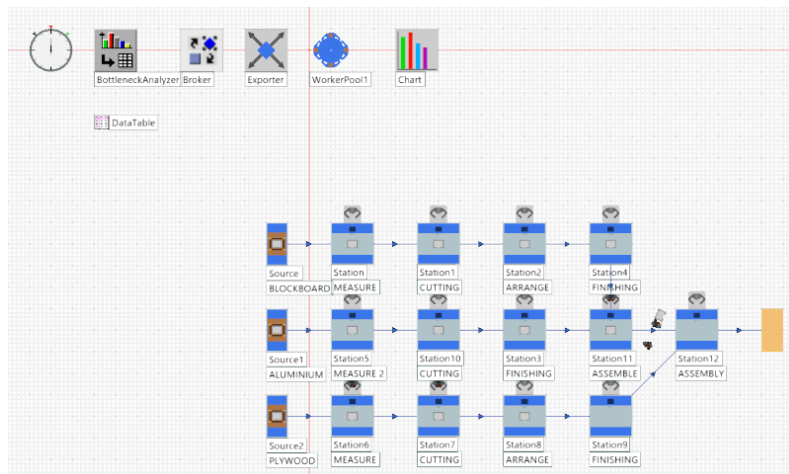 BottleneckAnalyzer Broker Exporter WorkerPool1 Chart
DataTable
Source Station Station1 Station2 Station4
BLOCKBOARD MEASURE CUTTING ARRANGE FINISHING
Source1 Station5 Station10 Station3 Station11 Station12
ALUMINIUM MEASURE 2 CUTTING FINISHING ASSEMBLE ASSEMBLY
Source2 Station6 Station7 Station8 Station9
PLYWOOD MEASURE CUTTING ARRANGE FINISHING